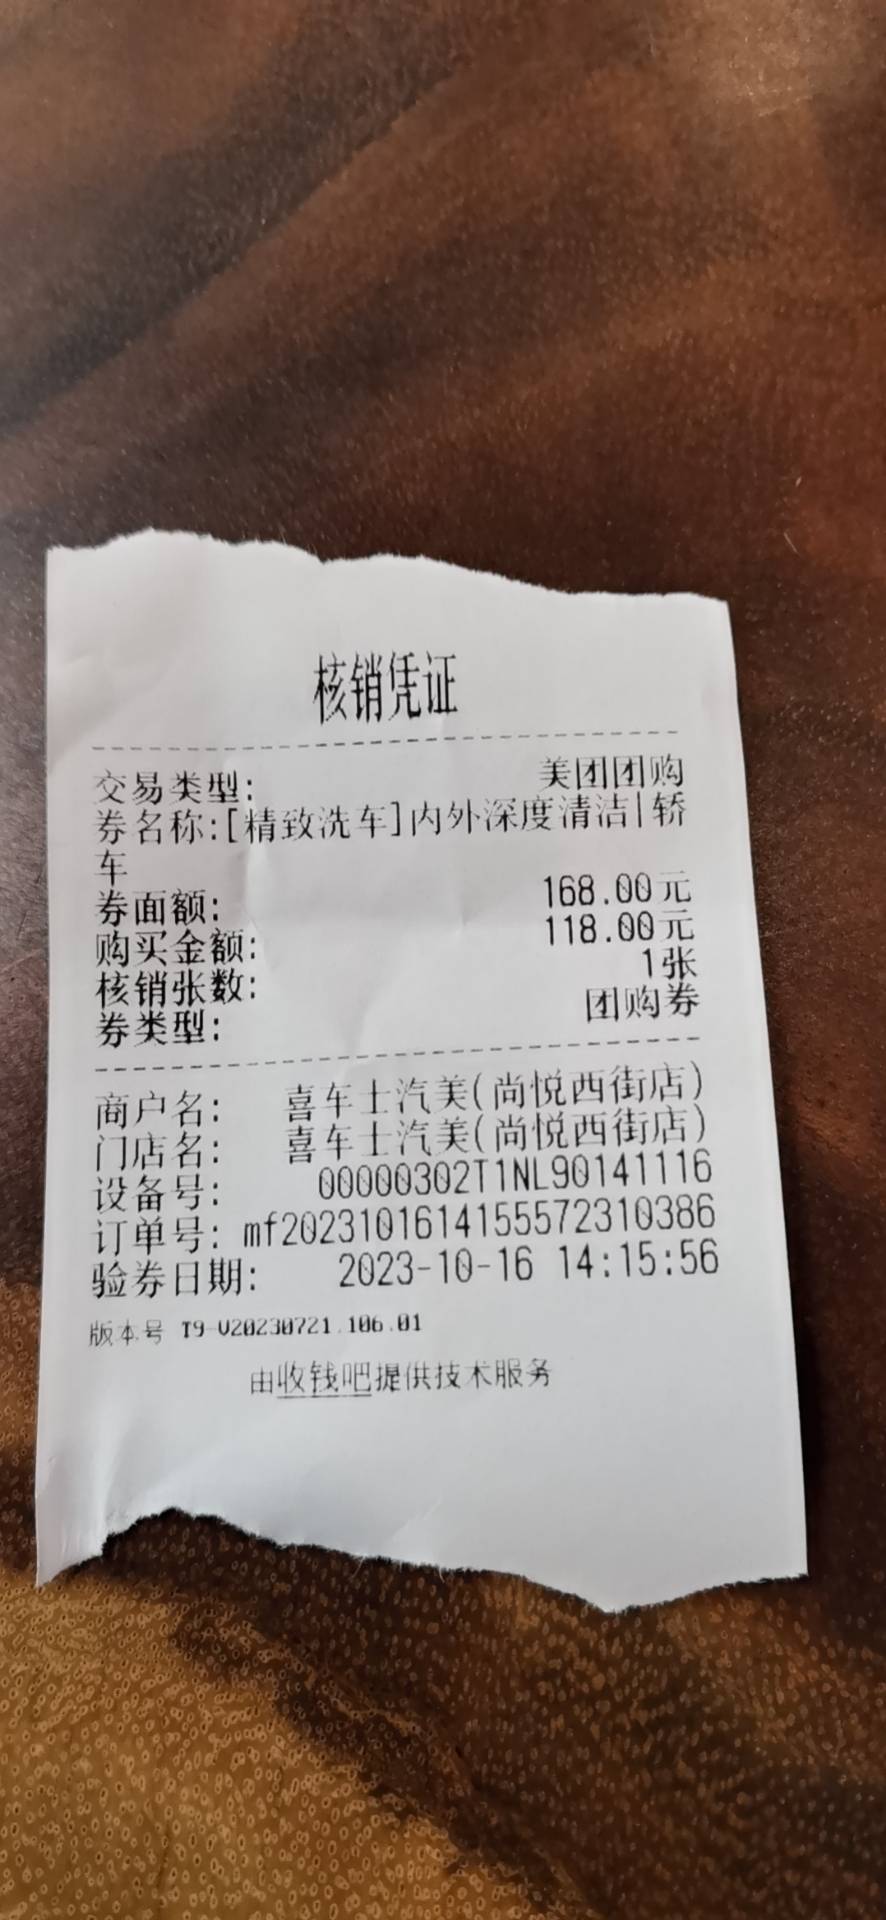 核销凭证
交易类型: 美团团购
券名称:[精致洗车]内外深度清洁|轿
车
券面额: 168.00元
购买金额: 118.00元
核销张数: 1张
券类型: 团购券
商户名: 喜车士汽美(尚悦西街店)
门店名: 喜车士汽美(尚悦西街店)
设备号: 00000302T1NL90141116
订单号: mf20231016141555572310386
验券日期: 2023-10-16 14:15:56
版本号 T9-V20230721.106.01
由收钱吧提供技术服务